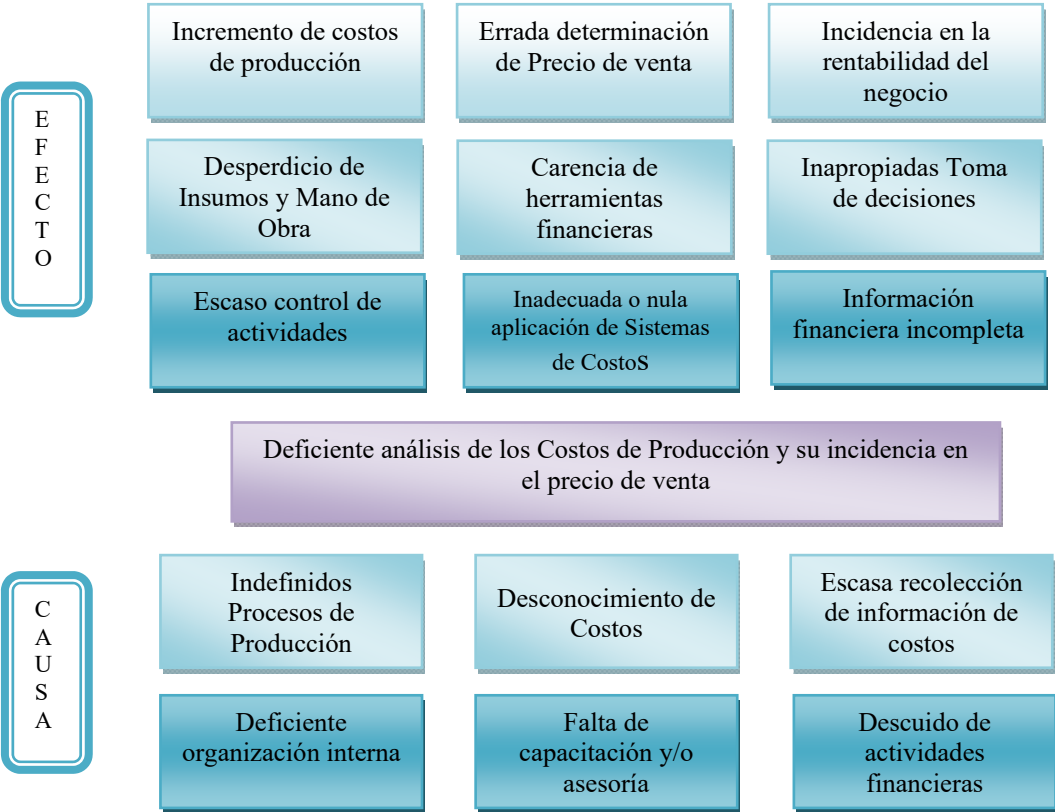 E
F
E
C
T
O
Incremento de costos
de producción
Errada determinación
de Precio de venta
Incidencia en la
rentabilidad del
negocio
Desperdicio de
Insumos y Mano de
Obra
Carencia de
herramientas
financieras
Inapropiadas Toma
de decisiones
Escaso control de
actividades
Inadecuada o nula
aplicación de Sistemas
de Costos
Información
financiera incompleta
Deficiente análisis de los Costos de Producción y su incidencia en
el precio de venta
C
A
U
S
A
Indefinidos
Procesos de
Producción
Desconocimiento de
Costos
Escasa recolección
de información de
costos
Deficiente
organización interna
Falta de
capacitación y/o
asesoría
Descuido de
actividades
financieras